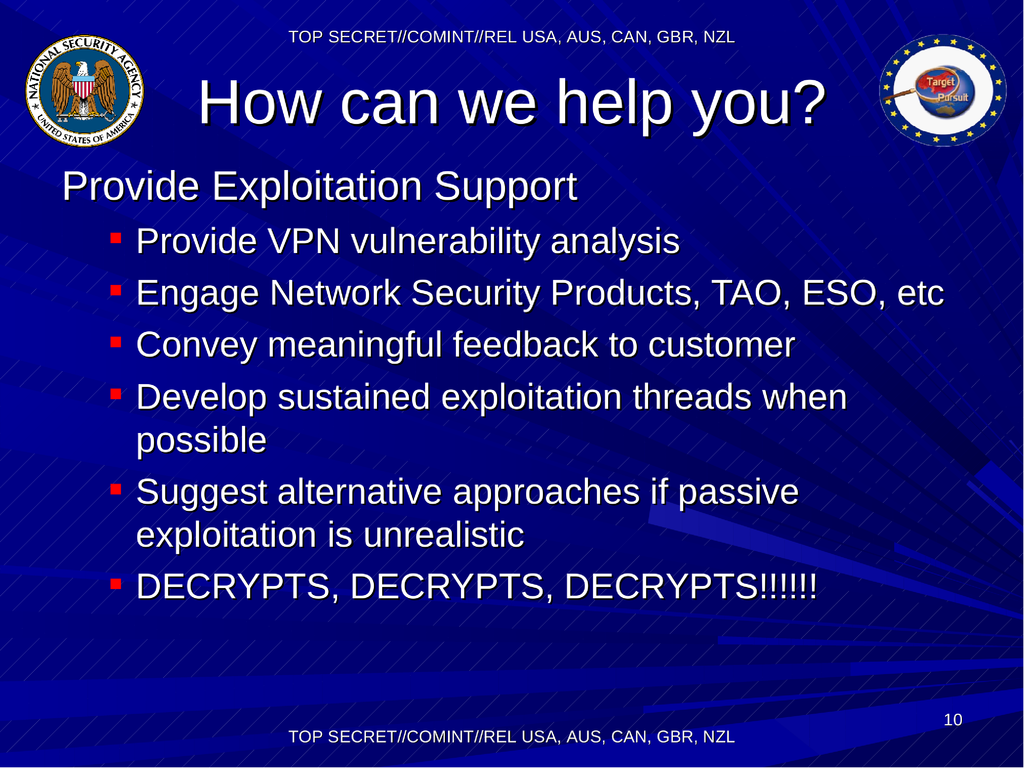 TOP SECRET//COMINT//REL USA, AUS, CAN, GBR, NZL
NATIONAL SECURITY AGENCY
UNITED STATES OF AMERICA
Target
Pursuit
How can we help you?
Provide Exploitation Support
Provide VPN vulnerability analysis
Engage Network Security Products, TAO, ESO, etc
Convey meaningful feedback to customer
Develop sustained exploitation threads when
possible
Suggest alternative approaches if passive
exploitation is unrealistic
DECRYPTS, DECRYPTS, DECRYPTS!!!!!!
10
TOP SECRET//COMINT//REL USA, AUS, CAN, GBR, NZL